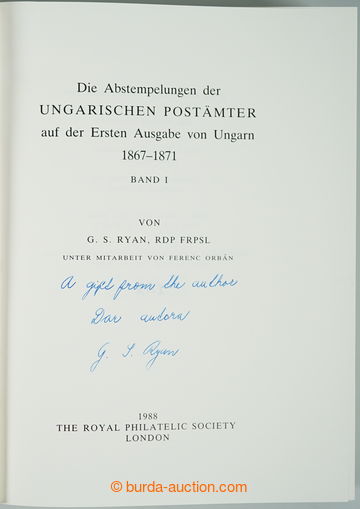 Die Abstempelungen der
UNGARISCHEN POSTÄMTER
auf der Ersten Ausgabe von Ungarn
1867–1871
BAND I
VON
G. S. RYAN, RDP FRPSL
UNTER MITARBEIT VON FERENC ORBÁN
A gift from the author
Dar autora
G. S. Ryan
1988
THE ROYAL PHILATELIC SOCIETY
LONDON
© burda-auction.com